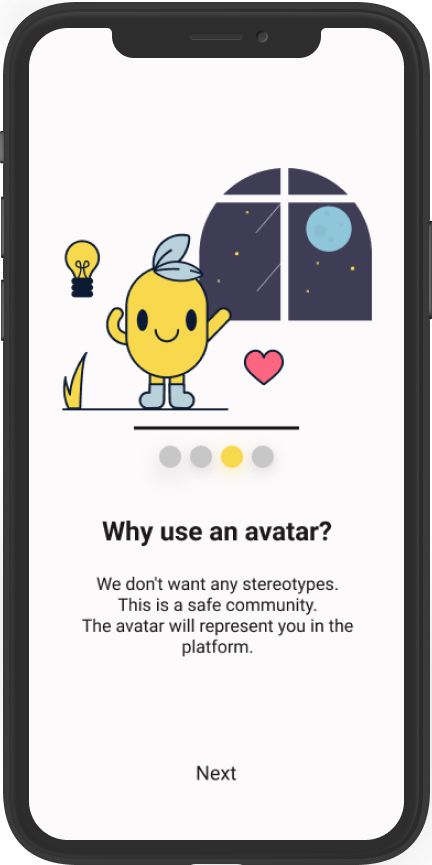 Why use an avatar?
We don't want any stereotypes.
This is a safe community.
The avatar will represent you in the
platform.
Next